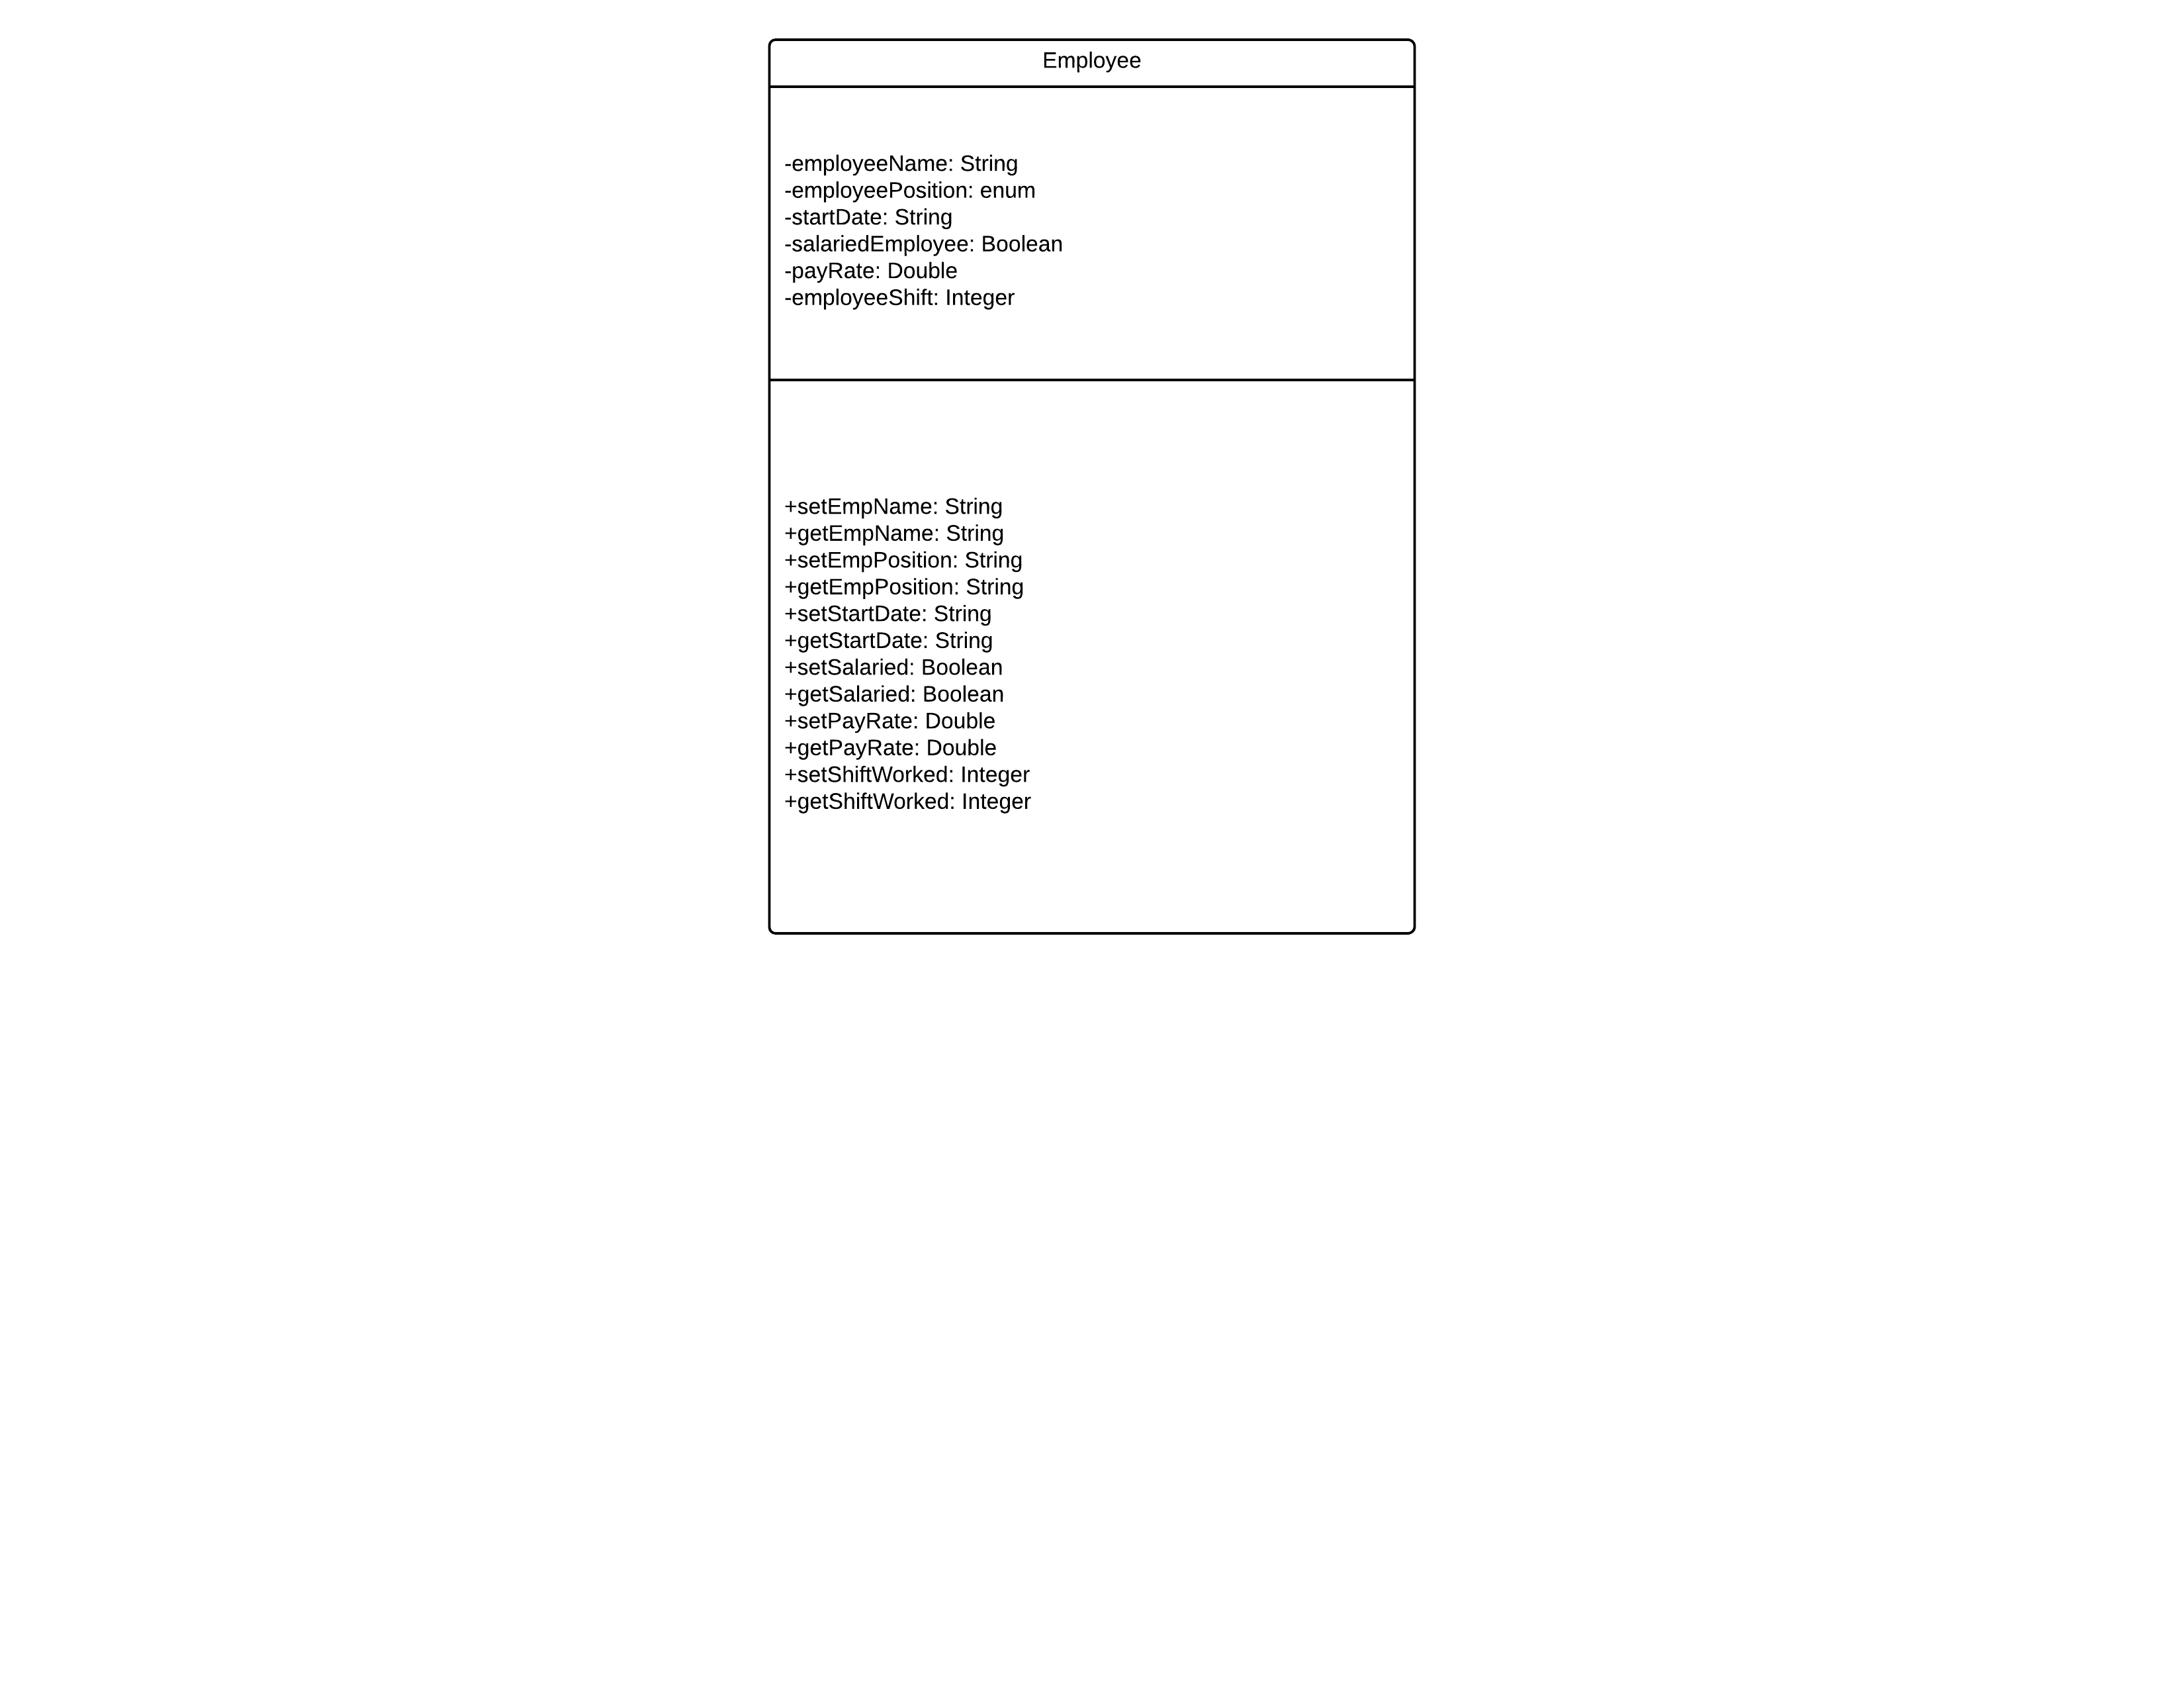 Employee
-employeeName: String
-employeePosition: enum
-startDate: String
-salariedEmployee: Boolean
-payRate: Double
-employeeShift: Integer
+setEmpName: String
+getEmpName: String
+setEmpPosition: String
+getEmpPosition: String
+setStartDate: String
+getStartDate: String
+setSalaried: Boolean
+getSalaried: Boolean
+setPayRate: Double
+getPayRate: Double
+setShiftWorked: Integer
+getShiftWorked: Integer